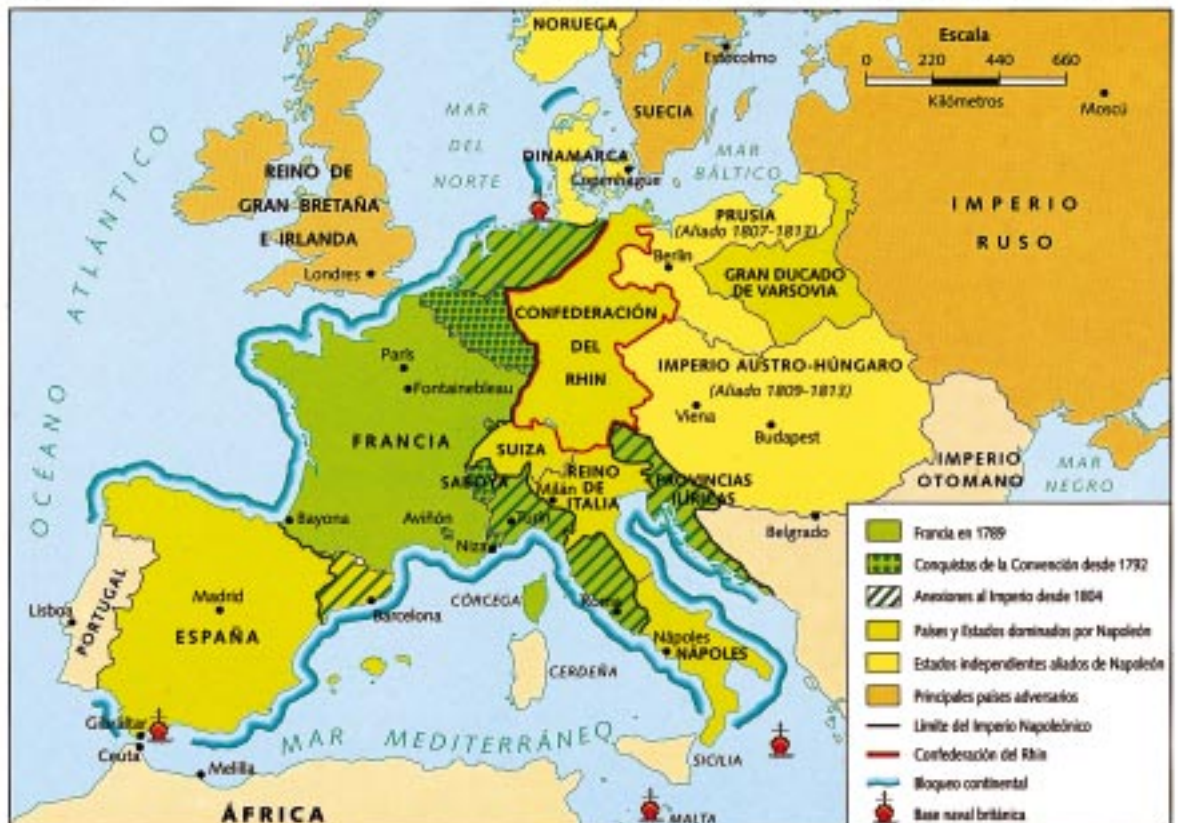 NORUEGA
Escala
0 220 440 660
Kilómetros
Estocolmo
Moscú
SUECIA
MAR
DEL
NORTE
OCÉANO ATLÁNTICO
DINAMARCA
Copenhague
MAR
BÁLTICO
REINO DE
GRAN BRETAÑA
E IRLANDA
Londres
IMPERIO
RUSO
PRUSIA
(Aliado 1807-1813)
Berlín
GRAN DUCADO
DE VARSOVIA
CONFEDERACIÓN
DEL
RHIN
París
Fontainebleau
IMPERIO AUSTRO-HÚNGARO
(Aliado 1809-1813)
Viena
Budapest
FRANCIA
SUIZA
SABOYA
REINO
DE
ITALIA
Milán
Turín
PROVINCIAS
ILÍRICAS
IMPERIO
OTOMANO
MAR
NEGRO
Bayona
Aviñón
Niza
Belgrado
PORTUGAL
Lisboa
Madrid
ESPAÑA
Barcelona
CÓRCEGA
Roma
Nápoles
NÁPOLES
CERDEÑA
Gibraltar
Ceuta
Melilla
MAR MEDITERRÁNEO
SICILIA
MALTA
ÁFRICA
Francia en 1789
Conquistas de la Convención desde 1792
Anexiones al Imperio desde 1804
Países y Estados dominados por Napoleón
Estados independientes aliados de Napoleón
Principales países adversarios
Límite del Imperio Napoleónico
Confederación del Rhin
Bloqueo continental
Base naval británica